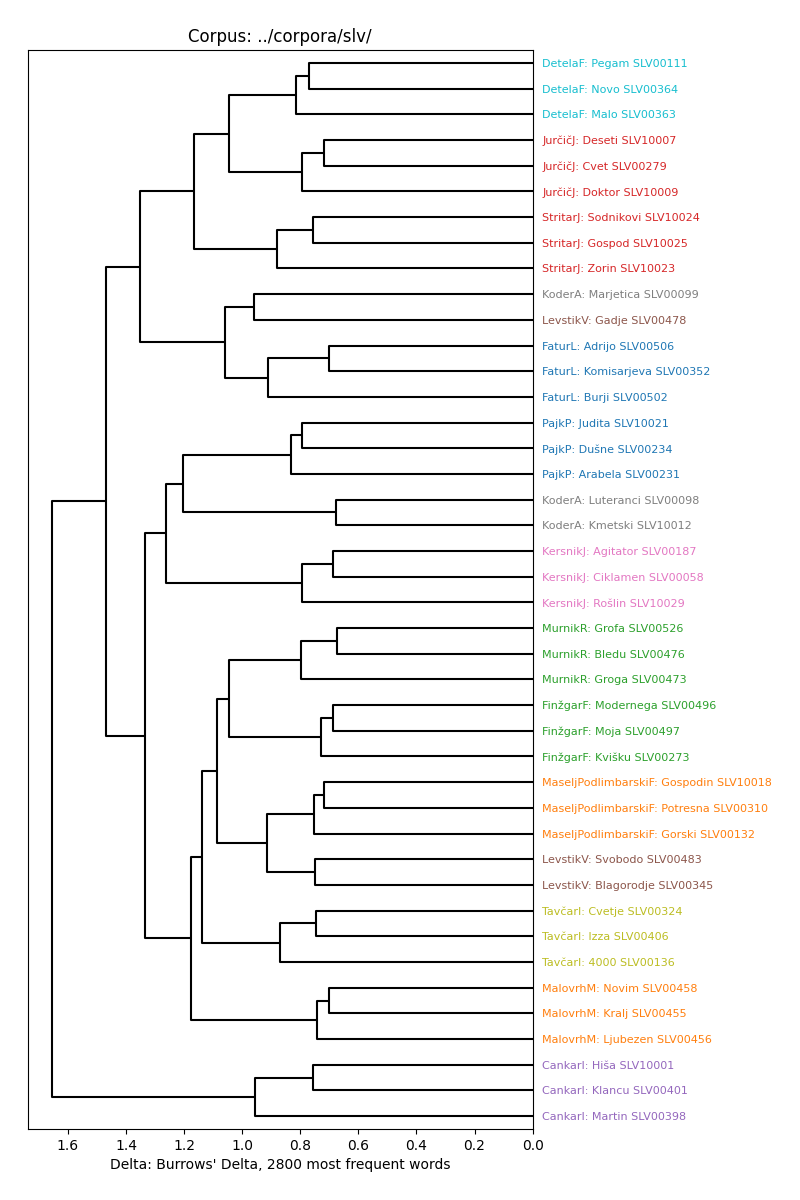 Corpus: ../corpora/slv/
DetelaF: Pegam SLV00111
DetelaF: Novo SLV00364
DetelaF: Malo SLV00363
JurčičJ: Deseti SLV10007
JurčičJ: Cvet SLV00279
JurčičJ: Doktor SLV10009
StritarJ: Sodnikovi SLV10024
StritarJ: Gospod SLV10025
StritarJ: Zorin SLV10023
KoderA: Marjetica SLV00099
LevstikV: Gadje SLV00478
FaturL: Adrijo SLV00506
FaturL: Komisarjeva SLV00352
FaturL: Burji SLV00502
PajkP: Judita SLV10021
PajkP: Dušne SLV00234
PajkP: Arabela SLV00231
KoderA: Luteranci SLV00098
KoderA: Kmetski SLV10012
KersnikJ: Agitator SLV00187
KersnikJ: Ciklamen SLV00058
KersnikJ: Rošlin SLV10029
MurnikR: Grofa SLV00526
MurnikR: Bledu SLV00476
MurnikR: Groga SLV00473
FinžgarF: Modernega SLV00496
FinžgarF: Moja SLV00497
FinžgarF: Kvišku SLV00273
MaseljPodlimbarskiF: Gospodin SLV10018
MaseljPodlimbarskiF: Potresna SLV00310
MaseljPodlimbarskiF: Gorski SLV00132
LevstikV: Svobodo SLV00483
LevstikV: Blagorodje SLV00345
TavčarI: Cvetje SLV00324
TavčarI: Izza SLV00406
TavčarI: 4000 SLV00136
MalovrhM: Novim SLV00458
MalovrhM: Kralj SLV00455
MalovrhM: Ljubezen SLV00456
CankarI: Hiša SLV10001
CankarI: Klancu SLV00401
CankarI: Martin SLV00398
1.6 1.4 1.2 1.0 0.8 0.6 0.4 0.2 0.0
Delta: Burrows' Delta, 2800 most frequent words